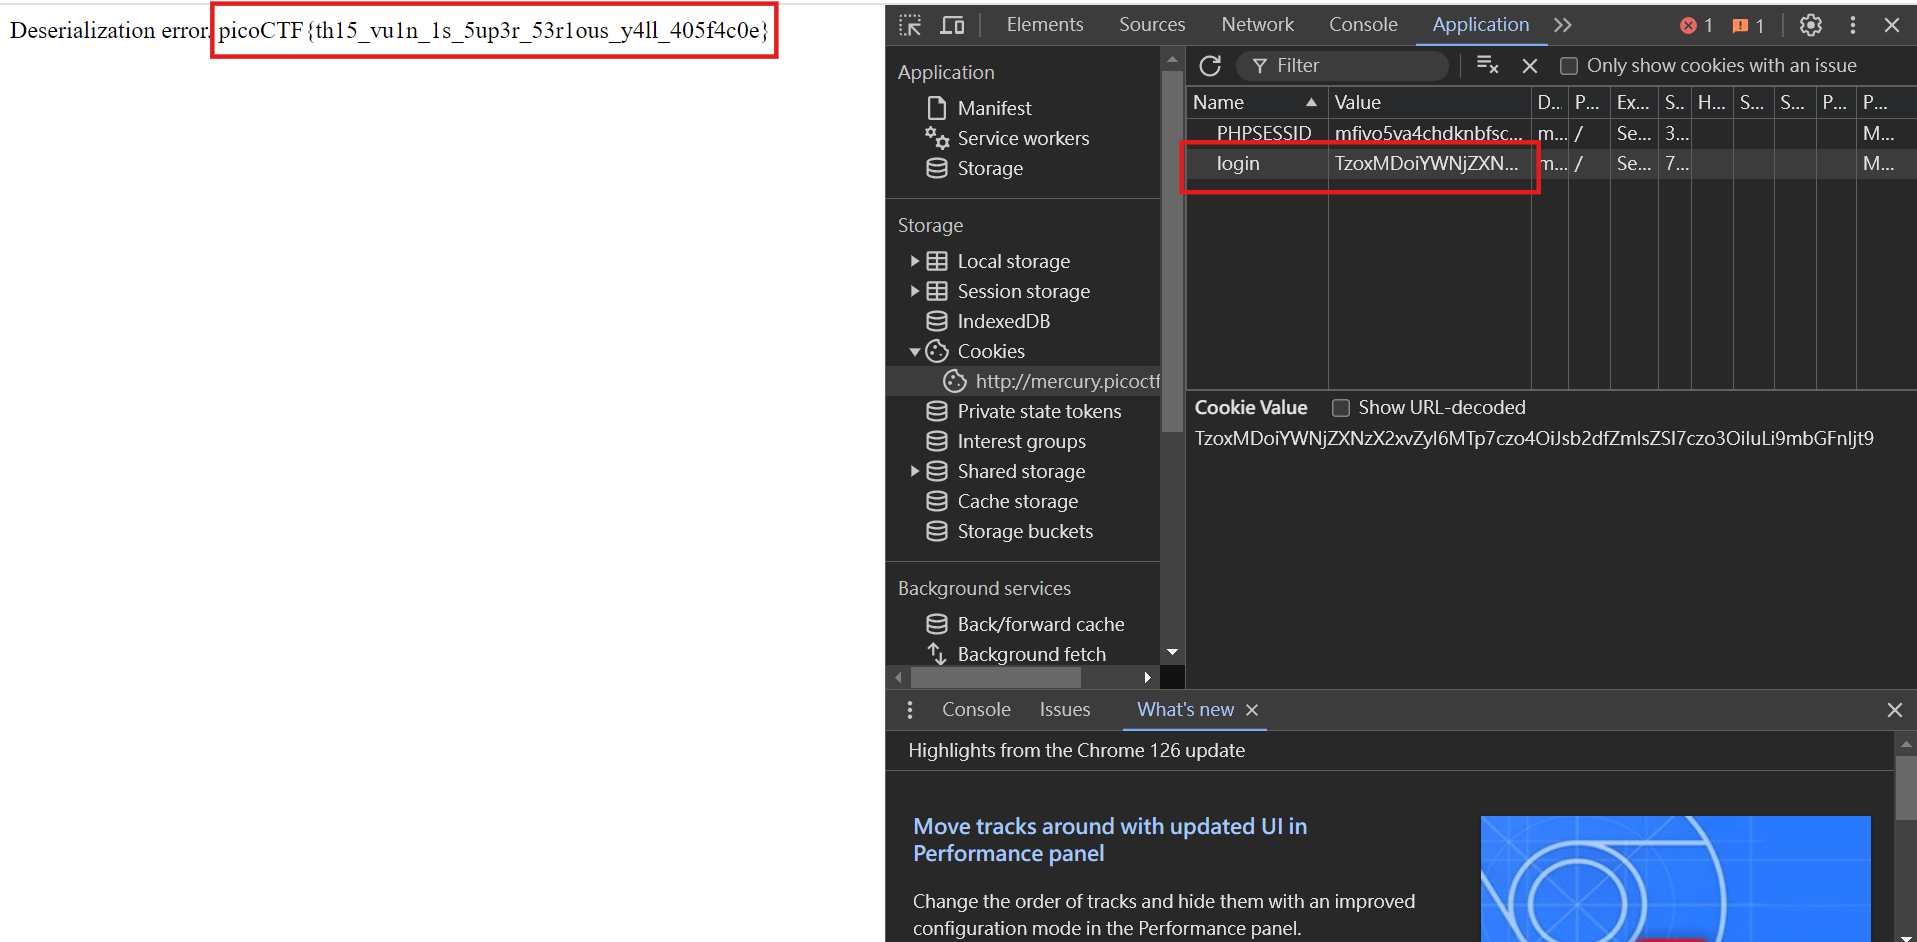 Deserialization error. picoCTF{th15_vu1n_1s_5up3r_53r1ous_y4ll_405f4c0e}
Elements Sources Network Console Application 1 1
Application
Manifest
Service workers
Storage
Storage
Local storage
Session storage
IndexedDB
Cookies
http://mercury.picoctf
Private state tokens
Interest groups
Shared storage
Cache storage
Storage buckets
Background services
Back/forward cache
Background fetch
Filter Only show cookies with an issue
Name Value D... P... Ex... S.. H... S... S... P... P...
PHPSESSID mfivo5va4chdknbfsc... m... / Se... 3... M...
login TzoxMDoiYWNjZXN... m... / Se... 7... M...
Cookie Value Show URL-decoded
TzoxMDoiYWNjZXNzX2xvZyI6MTp7czo4OiJsb2dfZmlsZSI7czo3OiIuLi9mbGFnIjt9
Console Issues What's new
Highlights from the Chrome 126 update
Move tracks around with updated UI in
Performance panel
Change the order of tracks and hide them with an improved
configuration mode in the Performance panel.